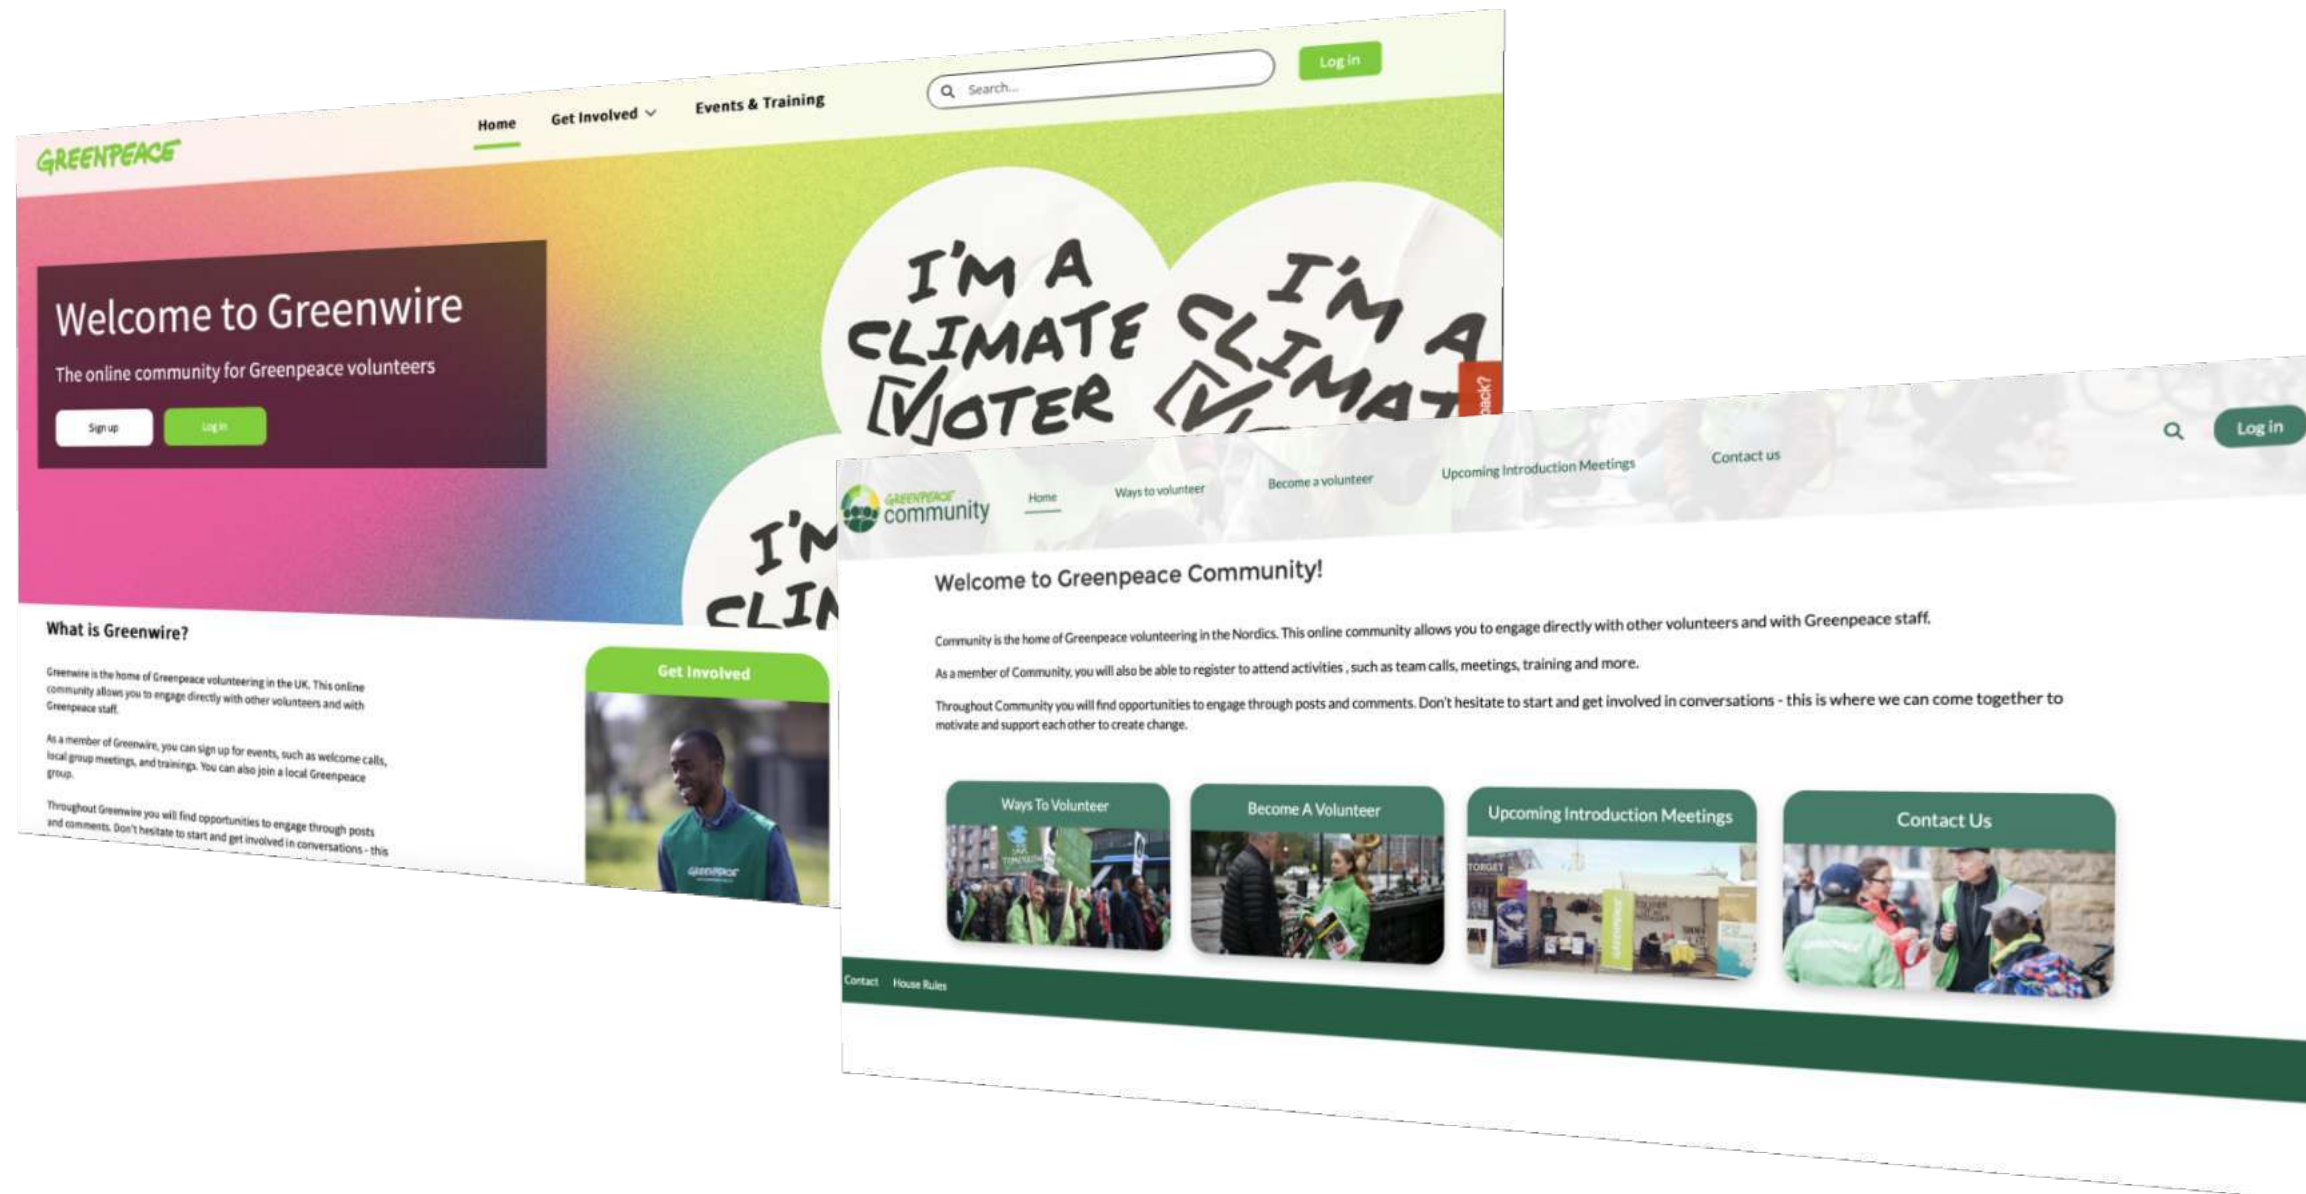 GREENPEACE
Home
Get Involved
Events & Training
Search...
Log in
Welcome to Greenwire
The online community for Greenpeace volunteers
Sign up
Log in
I'M A
CLIMATE
VOTER
I'M A
CLIMAT
I'M
CLIM
back?
What is Greenwire?
Greenwire is the home of Greenpeace volunteering in the UK. This online
community allows you to engage directly with other volunteers and with
Greenpeace staff.
As a member of Greenwire, you can sign up for events, such as welcome calls,
local group meetings, and trainings. You can also join a local Greenpeace
group.
Throughout Greenwire you will find opportunities to engage through posts
and comments. Don't hesitate to start and get involved in conversations - this
Get Involved
GREENPEACE
GREENPEACE
community
Home
Ways to volunteer
Become a volunteer
Upcoming Introduction Meetings
Contact us
Log in
Welcome to Greenpeace Community!
Community is the home of Greenpeace volunteering in the Nordics. This online community allows you to engage directly with other volunteers and with Greenpeace staff.
As a member of Community, you will also be able to register to attend activities , such as team calls, meetings, training and more.
Throughout Community you will find opportunities to engage through posts and comments. Don't hesitate to start and get involved in conversations - this is where we can come together to
motivate and support each other to create change.
Ways To Volunteer
Become A Volunteer
Upcoming Introduction Meetings
TORGET
GREENPEACE
Contact Us
GREENPEACE
Contact
House Rules